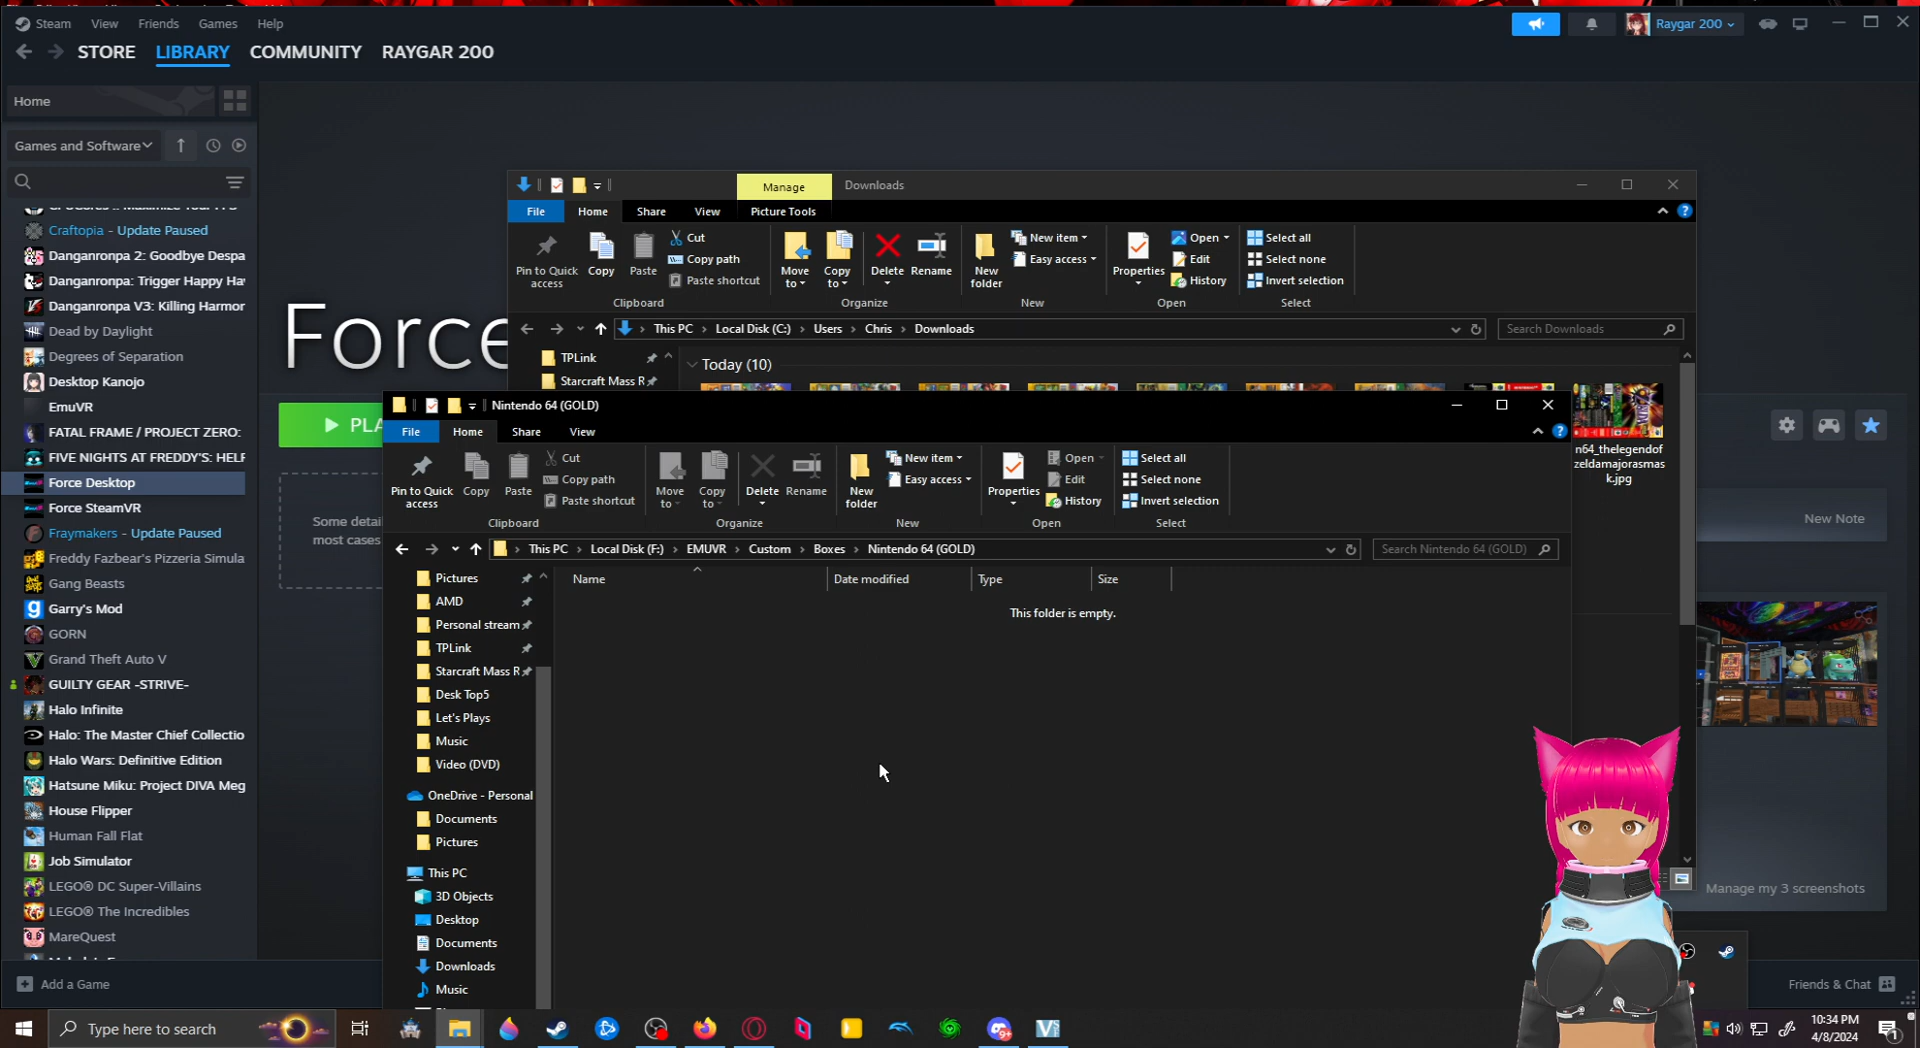 Steam View Friends Games Help
Raygar 200
STORE LIBRARY COMMUNITY RAYGAR 200
Home
Games and Software
Craftopia - Update Paused
Danganronpa 2: Goodbye Despa
Danganronpa: Trigger Happy Ha
Danganronpa V3: Killing Harmor
Dead by Daylight
Degrees of Separation
Desktop Kanojo
EmuVR
FATAL FRAME / PROJECT ZERO:
FIVE NIGHTS AT FREDDY'S: HELF
Force Desktop
Force SteamVR
Fraymakers - Update Paused
Freddy Fazbear's Pizzeria Simula
Gang Beasts
Garry's Mod
GORN
Grand Theft Auto V
GUILTY GEAR -STRIVE-
Halo Infinite
Halo: The Master Chief Collectio
Halo Wars: Definitive Edition
Hatsune Miku: Project DIVA Meg
House Flipper
Human Fall Flat
Job Simulator
LEGO® DC Super-Villains
LEGO® The Incredibles
MareQuest
Add a Game
Force
PLA
Some detai
most cases
Manage Downloads
File Home Share View Picture Tools
Pin to Quick access
Copy
Paste
Cut
Copy path
Paste shortcut
Clipboard
Move to
Copy to
Delete
Rename
Organize
New folder
New item
Easy access
New
Properties
Open
Edit
History
Open
Select all
Select none
Invert selection
Select
This PC Local Disk (C:) Users Chris Downloads
Search Downloads
TPLink
Starcraft Mass R
Today (10)
n64_thelegendof
zeldamajorasmas
k.jpg
Nintendo 64 (GOLD)
File Home Share View
Pin to Quick access
Copy
Paste
Cut
Copy path
Paste shortcut
Clipboard
Move to
Copy to
Delete
Rename
Organize
New folder
New item
Easy access
New
Properties
Open
Edit
History
Open
Select all
Select none
Invert selection
Select
This PC Local Disk (F:) EMUVR Custom Boxes Nintendo 64 (GOLD)
Search Nintendo 64 (GOLD)
Name Date modified Type Size
This folder is empty.
Pictures
AMD
Personal stream
TPLink
Starcraft Mass R
Desk Top5
Let's Plays
Music
Video (DVD)
OneDrive - Personal
Documents
Pictures
This PC
3D Objects
Desktop
Documents
Downloads
Music
New Note
Manage my 3 screenshots
Friends & Chat
Type here to search
10:34 PM
4/8/2024